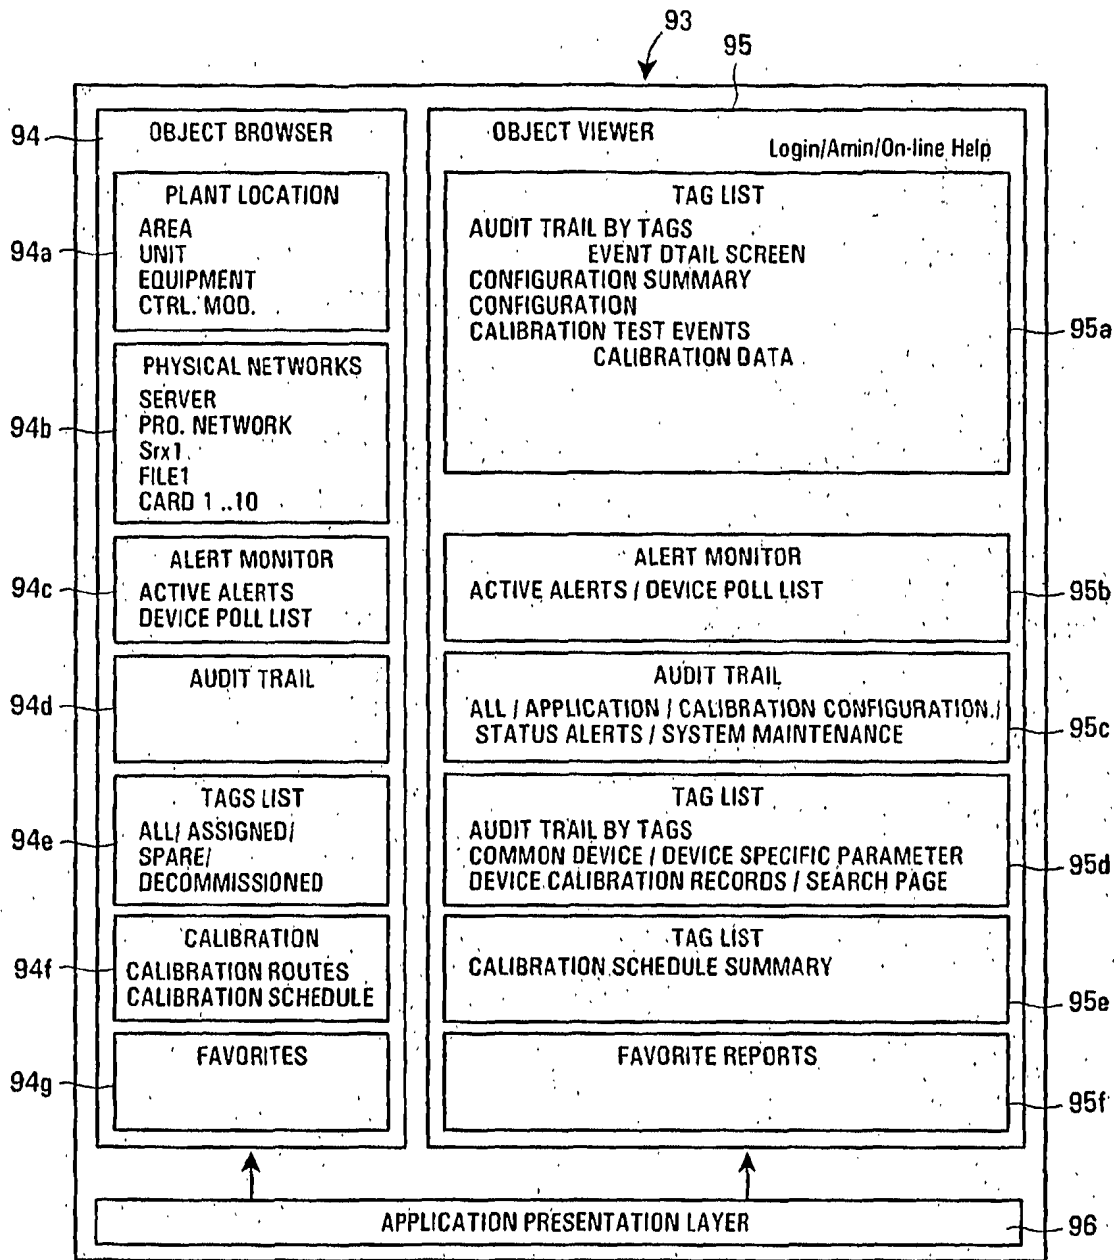 93
95
94
OBJECT BROWSER
PLANT LOCATION
94a
AREA
UNIT
EQUIPMENT
CTRL. MOD.
PHYSICAL NETWORKS
94b
SERVER
PRO. NETWORK
Srx1
FILE1
CARD 1 ..10
ALERT MONITOR
94c
ACTIVE ALERTS
DEVICE POLL LIST
AUDIT TRAIL
94d
TAGS LIST
94e
ALL/ ASSIGNED/
SPARE/
DECOMMISSIONED
CALIBRATION
94f
CALIBRATION ROUTES
CALIBRATION SCHEDULE
FAVORITES
94g
OBJECT VIEWER
Login/Amin/On-line Help
TAG LIST
AUDIT TRAIL BY TAGS
EVENT DTAIL SCREEN
CONFIGURATION SUMMARY
CONFIGURATION
CALIBRATION TEST EVENTS
CALIBRATION DATA
95a
ALERT MONITOR
ACTIVE ALERTS / DEVICE POLL LIST
95b
AUDIT TRAIL
ALL / APPLICATION / CALIBRATION CONFIGURATION /
STATUS ALERTS / SYSTEM MAINTENANCE
95c
TAG LIST
AUDIT TRAIL BY TAGS
COMMON DEVICE / DEVICE SPECIFIC PARAMETER
DEVICE CALIBRATION RECORDS / SEARCH PAGE
95d
TAG LIST
CALIBRATION SCHEDULE SUMMARY
95e
FAVORITE REPORTS
95f
APPLICATION PRESENTATION LAYER
96